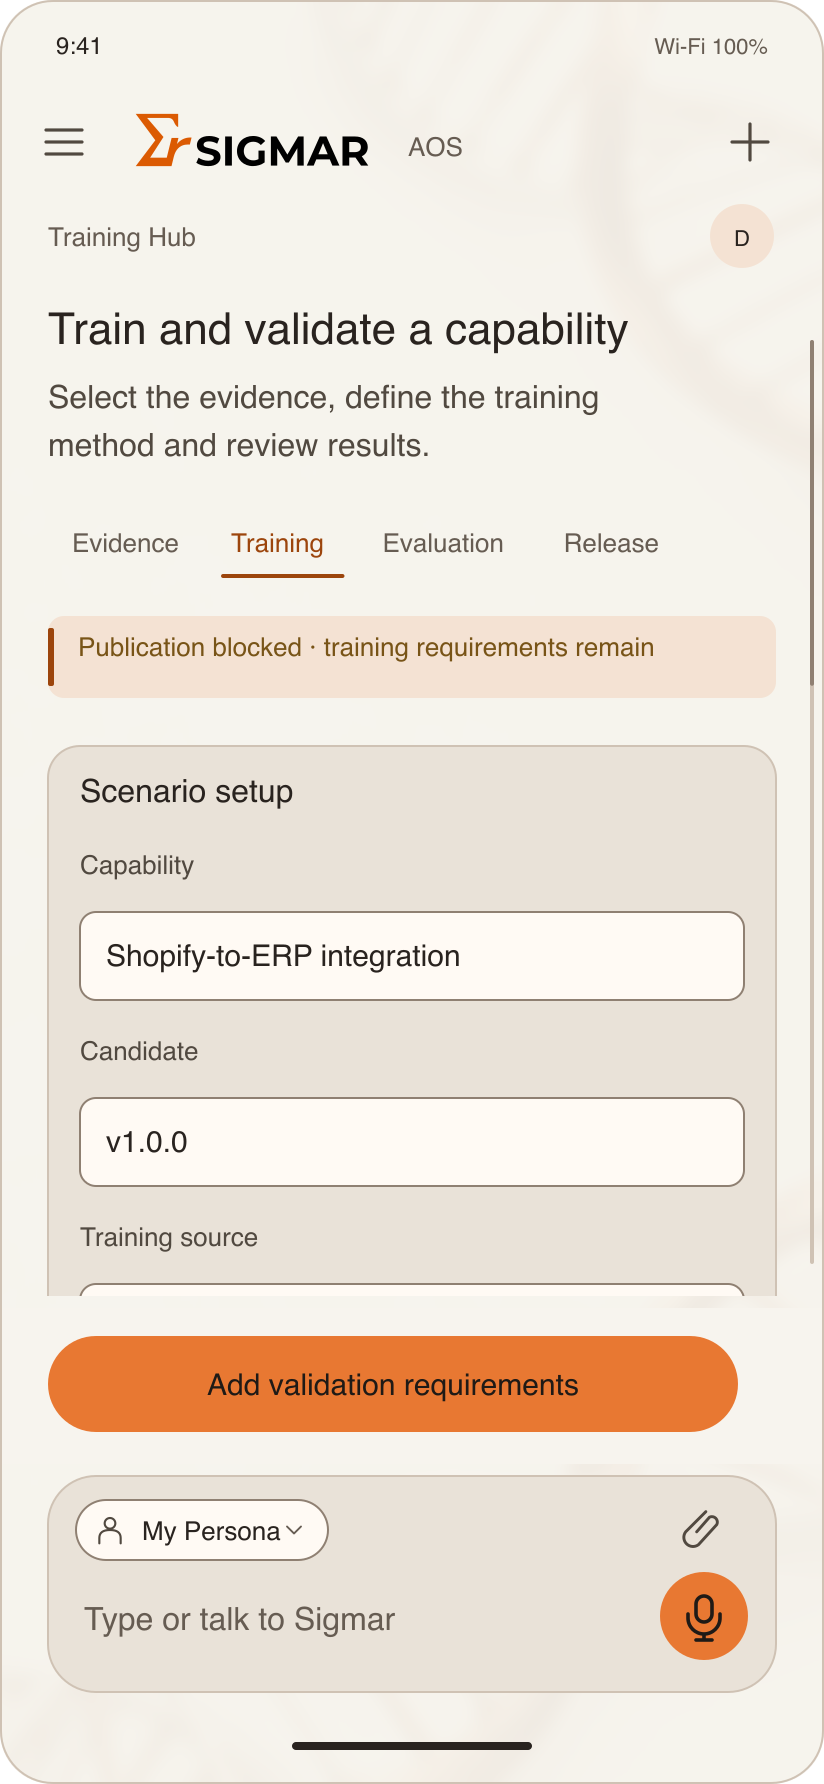 9:41
Wi-Fi 100%
Σr SIGMAR
AOS
Training Hub
D
Train and validate a capability
Select the evidence, define the training
method and review results.
Evidence
Training
Evaluation
Release
Publication blocked · training requirements remain
Scenario setup
Capability
Shopify-to-ERP integration
Candidate
v1.0.0
Training source
Add validation requirements
My Persona
Type or talk to Sigmar